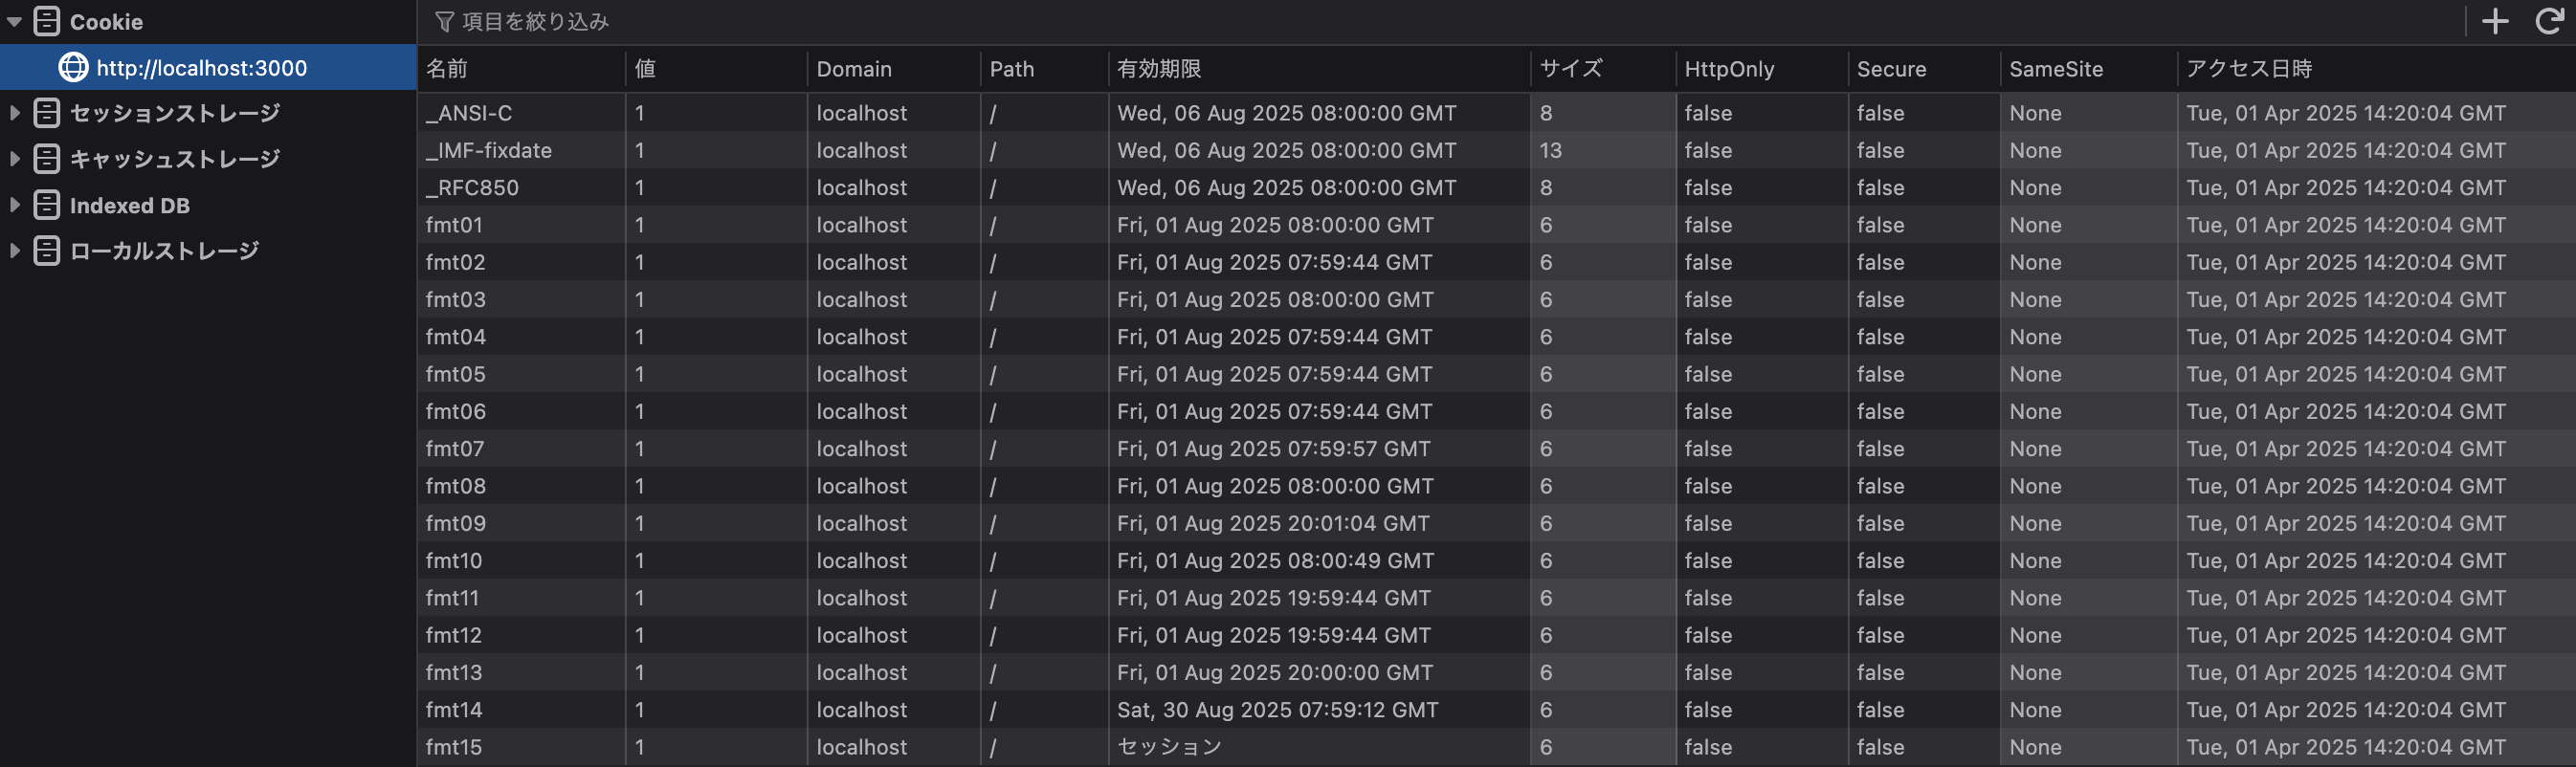 Cookie
http://localhost:3000
セッションストレージ
キャッシュストレージ
Indexed DB
ローカルストレージ
項目を絞り込み
名前 値 Domain Path 有効期限 サイズ HttpOnly Secure SameSite アクセス日時
_ANSI-C 1 localhost / Wed, 06 Aug 2025 08:00:00 GMT 8 false false None Tue, 01 Apr 2025 14:20:04 GMT
_IMF-fixdate 1 localhost / Wed, 06 Aug 2025 08:00:00 GMT 13 false false None Tue, 01 Apr 2025 14:20:04 GMT
_RFC850 1 localhost / Wed, 06 Aug 2025 08:00:00 GMT 8 false false None Tue, 01 Apr 2025 14:20:04 GMT
fmt01 1 localhost / Fri, 01 Aug 2025 08:00:00 GMT 6 false false None Tue, 01 Apr 2025 14:20:04 GMT
fmt02 1 localhost / Fri, 01 Aug 2025 07:59:44 GMT 6 false false None Tue, 01 Apr 2025 14:20:04 GMT
fmt03 1 localhost / Fri, 01 Aug 2025 08:00:00 GMT 6 false false None Tue, 01 Apr 2025 14:20:04 GMT
fmt04 1 localhost / Fri, 01 Aug 2025 07:59:44 GMT 6 false false None Tue, 01 Apr 2025 14:20:04 GMT
fmt05 1 localhost / Fri, 01 Aug 2025 07:59:44 GMT 6 false false None Tue, 01 Apr 2025 14:20:04 GMT
fmt06 1 localhost / Fri, 01 Aug 2025 07:59:44 GMT 6 false false None Tue, 01 Apr 2025 14:20:04 GMT
fmt07 1 localhost / Fri, 01 Aug 2025 07:59:57 GMT 6 false false None Tue, 01 Apr 2025 14:20:04 GMT
fmt08 1 localhost / Fri, 01 Aug 2025 08:00:00 GMT 6 false false None Tue, 01 Apr 2025 14:20:04 GMT
fmt09 1 localhost / Fri, 01 Aug 2025 20:01:04 GMT 6 false false None Tue, 01 Apr 2025 14:20:04 GMT
fmt10 1 localhost / Fri, 01 Aug 2025 08:00:49 GMT 6 false false None Tue, 01 Apr 2025 14:20:04 GMT
fmt11 1 localhost / Fri, 01 Aug 2025 19:59:44 GMT 6 false false None Tue, 01 Apr 2025 14:20:04 GMT
fmt12 1 localhost / Fri, 01 Aug 2025 19:59:44 GMT 6 false false None Tue, 01 Apr 2025 14:20:04 GMT
fmt13 1 localhost / Fri, 01 Aug 2025 20:00:00 GMT 6 false false None Tue, 01 Apr 2025 14:20:04 GMT
fmt14 1 localhost / Sat, 30 Aug 2025 07:59:12 GMT 6 false false None Tue, 01 Apr 2025 14:20:04 GMT
fmt15 1 localhost / セッション 6 false false None Tue, 01 Apr 2025 14:20:04 GMT